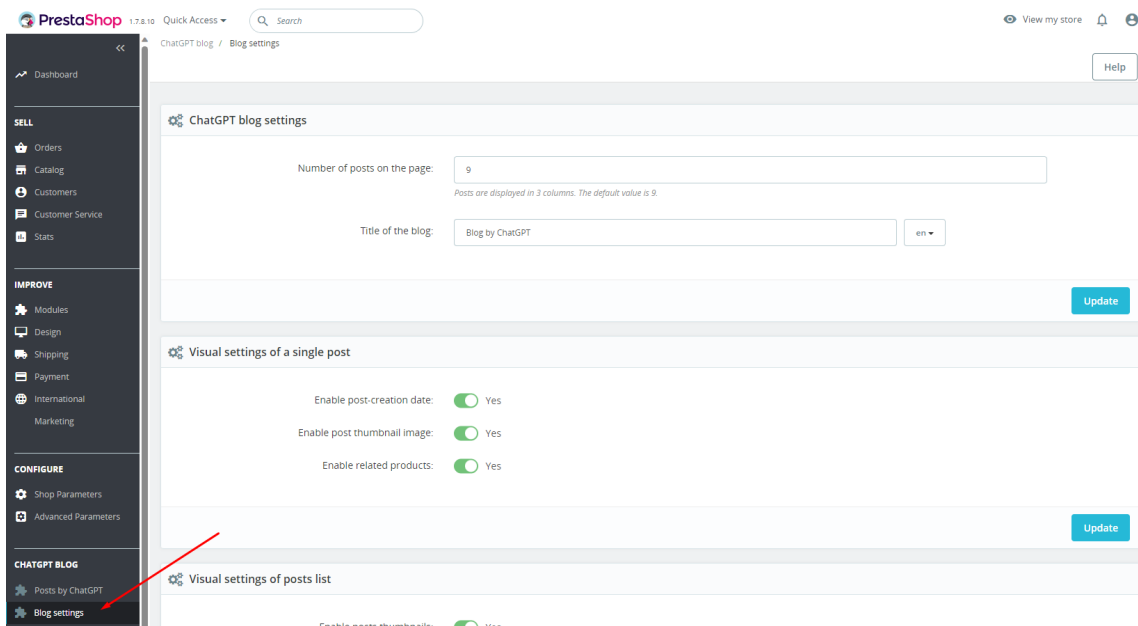 PrestaShop 1.7.8.10 Quick Access Search View my store
ChatGPT blog / Blog settings
Help
Dashboard
SELL
Orders
Catalog
Customers
Customer Service
Stats
IMPROVE
Modules
Design
Shipping
Payment
International
Marketing
CONFIGURE
Shop Parameters
Advanced Parameters
CHATGPT BLOG
Posts by ChatGPT
Blog settings
ChatGPT blog settings
Number of posts on the page: 9
Posts are displayed in 3 columns. The default value is 9.
Title of the blog: Blog by ChatGPT en
Update
Visual settings of a single post
Enable post-creation date: Yes
Enable post thumbnail image: Yes
Enable related products: Yes
Update
Visual settings of posts list
Enable posts thumbnails: Yes